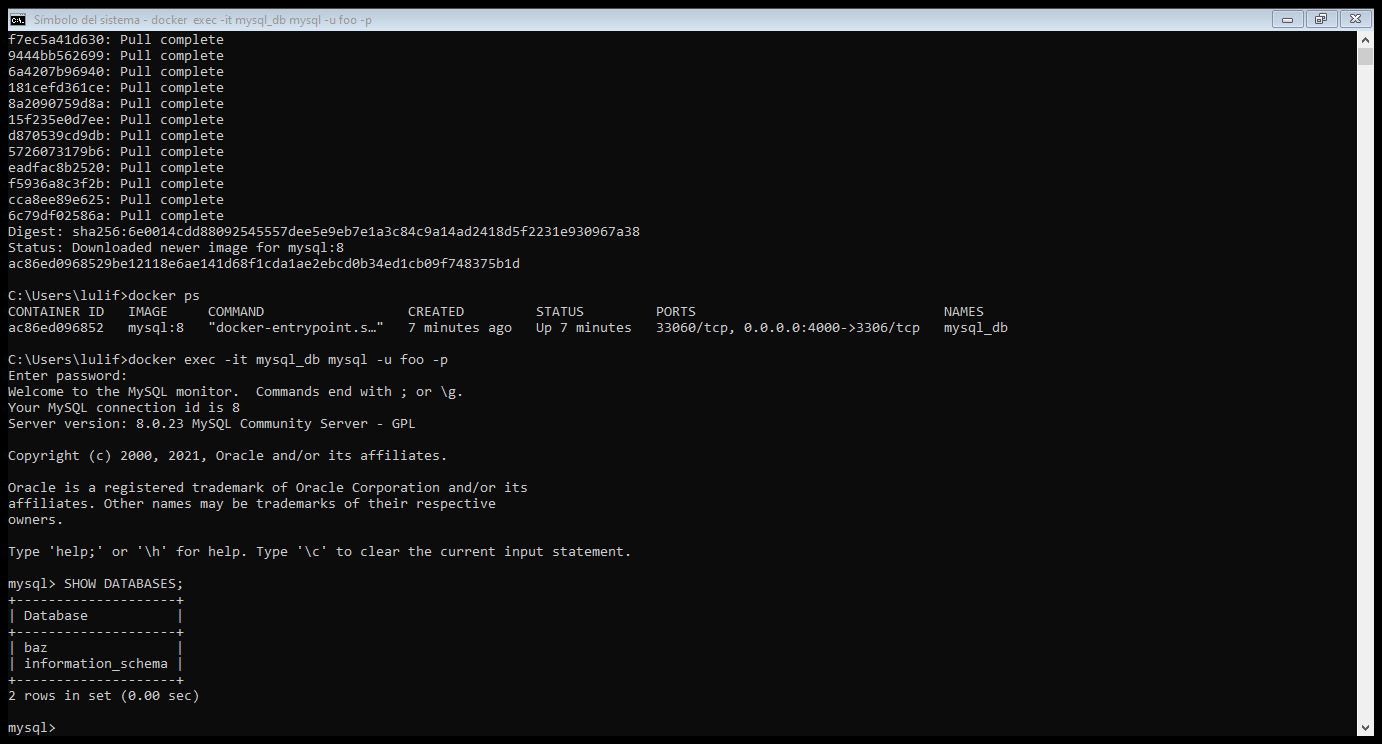 Símbolo del sistema - docker  exec -it mysql_db mysql -u foo -p
f7ec5a41d630: Pull complete
9444bb562699: Pull complete
6a4207b96940: Pull complete
181cefd361ce: Pull complete
8a2090759d8a: Pull complete
15f235e0d7ee: Pull complete
d870539cd9db: Pull complete
5726073179b6: Pull complete
eadfac8b2520: Pull complete
f5936a8c3f2b: Pull complete
cca8ee89e625: Pull complete
6c79df02586a: Pull complete
Digest: sha256:6e0014cdd88092545557dee5e9eb7e1a3c84c9a14ad2418d5f2231e930967a38
Status: Downloaded newer image for mysql:8
ac86ed0968529be12118e6ae141d68f1cda1ae2ebcd0b34ed1cb09f748375b1d
C:\Users\lulif>docker ps
CONTAINER ID   IMAGE     COMMAND                  CREATED         STATUS         PORTS                               NAMES
ac86ed096852   mysql:8   "docker-entrypoint.s…"   7 minutes ago   Up 7 minutes   33060/tcp, 0.0.0.0:4000->3306/tcp   mysql_db
C:\Users\lulif>docker exec -it mysql_db mysql -u foo -p
Enter password:
Welcome to the MySQL monitor.  Commands end with ; or \g.
Your MySQL connection id is 8
Server version: 8.0.23 MySQL Community Server - GPL
Copyright (c) 2000, 2021, Oracle and/or its affiliates.
Oracle is a registered trademark of Oracle Corporation and/or its
affiliates. Other names may be trademarks of their respective
owners.
Type 'help;' or '\h' for help. Type '\c' to clear the current input statement.
mysql> SHOW DATABASES;
+--------------------+
| Database           |
+--------------------+
| baz                |
| information_schema |
+--------------------+
2 rows in set (0.00 sec)
mysql>